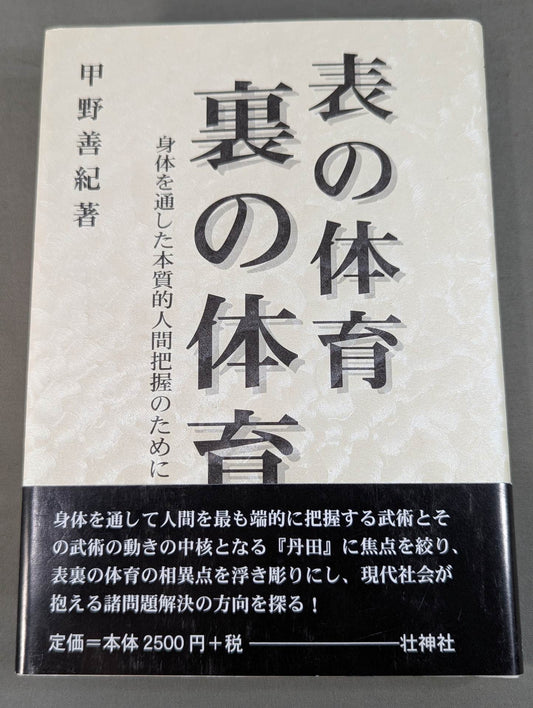 表の体育
裏の体育
身体を通した本質的人間把握のために
甲野善紀著
身体を通して人間を最も端的に把握する武術とそ
の武術の動きの中核となる『丹田』に焦点を絞り、
表裏の体育の相異点を浮き彫りにし、現代社会が
抱える諸問題解決の方向を探る！
定価＝本体2500円＋税――――壮神社